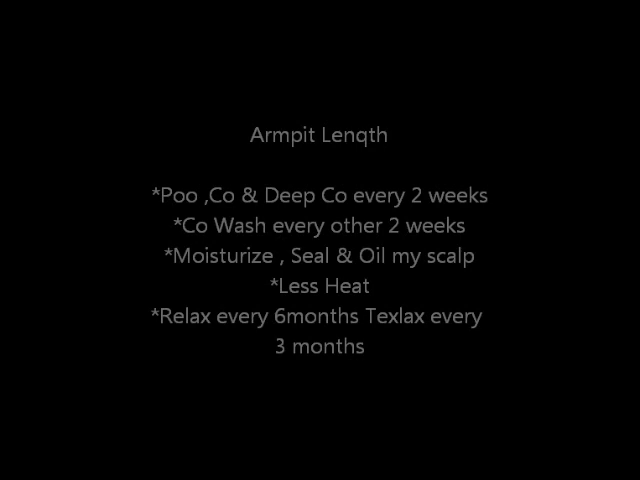 Armpit Lenqth
*Poo ,Co & Deep Co every 2 weeks
*Co Wash every other 2 weeks
*Moisturize , Seal & Oil my scalp
*Less Heat
*Relax every 6months Texlax every
3 months